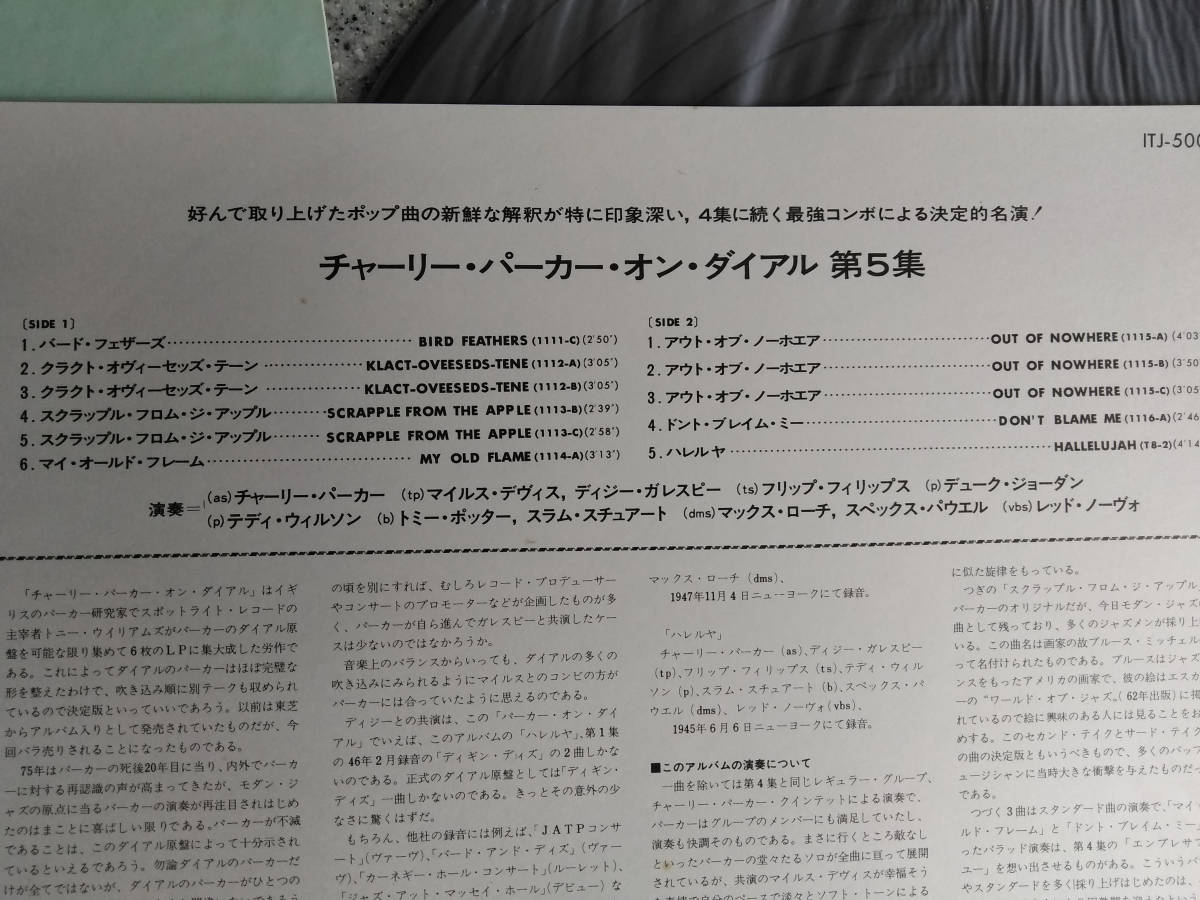 ITJ-500
好んで取り上げたポップ曲の新鮮な解釈が特に印象深い，4集に続く最強コンボによる決定的名演！
チャーリー・パーカー・オン・ダイアル 第5集
〔SIDE 1〕
1. バード・フェザーズ BIRD FEATHERS (1111-C) (2'50")
2. クラクト・オヴィーセッズ・テーン KLACT-OVEESEDS-TENE (1112-A) (3'05")
3. クラクト・オヴィーセッズ・テーン KLACT-OVEESEDS-TENE (1112-B) (3'05")
4. スクラップル・フロム・ジ・アップル SCRAPPLE FROM THE APPLE (1113-B) (2'39")
5. スクラップル・フロム・ジ・アップル SCRAPPLE FROM THE APPLE (1113-C) (2'58")
6. マイ・オールド・フレーム MY OLD FLAME (1114-A) (3'13")
〔SIDE 2〕
1. アウト・オブ・ノーホエア OUT OF NOWHERE (1115-A) (4'03
2. アウト・オブ・ノーホエア OUT OF NOWHERE (1115-B) (3'50
3. アウト・オブ・ノーホエア OUT OF NOWHERE (1115-C) (3'05
4. ドント・ブレイム・ミー DON'T BLAME ME (1116-A) (2'46
5. ハレルヤ HALLELUJAH (T8-2) (4'14
演奏＝(as)チャーリー・パーカー (tp)マイルス・デヴィス，ディジー・ガレスピー (ts)フリップ・フィリップス (p)デューク・ジョーダン
(p)テディ・ウィルソン (b)トミー・ポッター，スラム・スチュアート (dms)マックス・ローチ，スペックス・パウエル (vbs)レッド・ノーヴォ
「チャーリー・パーカー・オン・ダイアル」はイギ
リスのパーカー研究家でスポットライト・レコードの
主宰者トニー・ウイリアムズがパーカーのダイアル原
盤を可能な限り集めて6枚のＬＰに集大成した労作で
ある。これによってダイアルのパーカーはほぼ完璧な
形を整えたわけで、吹き込み順に別テークも収められ
ているので決定版といっていいであろう。以前は東芝
からアルバム入りとして発売されていたものだが、今
回バラ売りされることになったものである。
75年はパーカーの死後20年目に当り、内外でパーカ
ーに対する再認識の声が高まってきたが、モダン・ジ
ャズの原点に当るパーカーの演奏が再注目されはじめ
たのはまことに喜ばしい限りである。パーカーが不滅
であることは、このダイアル原盤によって十分示され
ているといえるであろう。勿論ダイアルのパーカーだ
けが全てではないが、ダイアルのパーカーがひとつの
の頃を別にすれば、むしろレコード・プロデューサー
やコンサートのプロモーターなどが企画したものが多
く、パーカーが自ら進んでガレスピーと共演したケー
スは少ないのではなかろうか。
音楽上のバランスからいっても、ダイアルの多くの
吹き込みにみられるようにマイルスとのコンビの方が
パーカーには合っていたように思えるのである。
ディジーとの共演は、この「パーカー・オン・ダイ
アル」でいえば、このアルバムの「ハレルヤ」、第1集
の46年2月録音の「ディギン・ディズ」の2曲しかな
いのである。正式のダイアル原盤としては「ディギン・
ディズ」一曲しかないのである。きっとその意外の少
なさに驚くはずだ。
もちろん、他社の録音には例えば、「ＪＡＴＰコンサ
ート」(ヴァーヴ)、「バード・アンド・ディズ」(ヴァー
ヴ)、「カーネギー・ホール・コンサート」(ルーレット)、
「ジャズ・アット・マッセイ・ホール」(デビュー) な
マックス・ローチ (dms)、
1947年11月4日ニューヨークにて録音。
「ハレルヤ」
チャーリー・パーカー (as)、ディジー・ガレスピー
(tp)、フリップ・フィリップス (ts)、テディ・ウィル
ソン (p)、スラム・スチュアート (b)、スペックス・パ
ウエル (dms)、レッド・ノーヴォ (vbs)、
1945年6月6日ニューヨークにて録音。
■このアルバムの演奏について
一曲を除いては第4集と同じレギュラー・グループ、
チャーリー・パーカー・クインテットによる演奏で、
パーカーはグループのメンバーにも満足していたし、
演奏も快調そのものである。まさに行くところ敵なし
といったパーカーの堂々たるソロが全曲に亘って展開
されているが、共演のマイルス・デヴィスが幸福そう
に似た旋律をもっている。
つぎの「スクラップル・フロム・ジ・アップル
パーカーのオリジナルだが、今日モダン・ジャズの
曲として残っており、多くのジャズメンが採り上
いる。この曲名は画家の故ブルース・ミッチェル
って名付けられたものである。ブルースはジャズ
ンスをもったアメリカの画家で、彼の絵はエスカ
ーの“ワールド・オブ・ジャズ。(62年出版)に掲
れているので絵に興味のある人には見ることをお
めする。このセカンド・テイクとサード・テイク
の曲の決定版ともいうべきもので、多くのバップ
ュージシャンに当時大きな衝撃を与えたものだっ
である。
つづく3曲はスタンダード曲の演奏で、「マイ
ルド・フレーム」と「ドント・ブレイム・ミー
ったバラッド演奏は、第4集の「エンブレサブ
ユー」を想い出させるものがある。こういうバ
やスタンダードを多く採り上げはじめたのは、